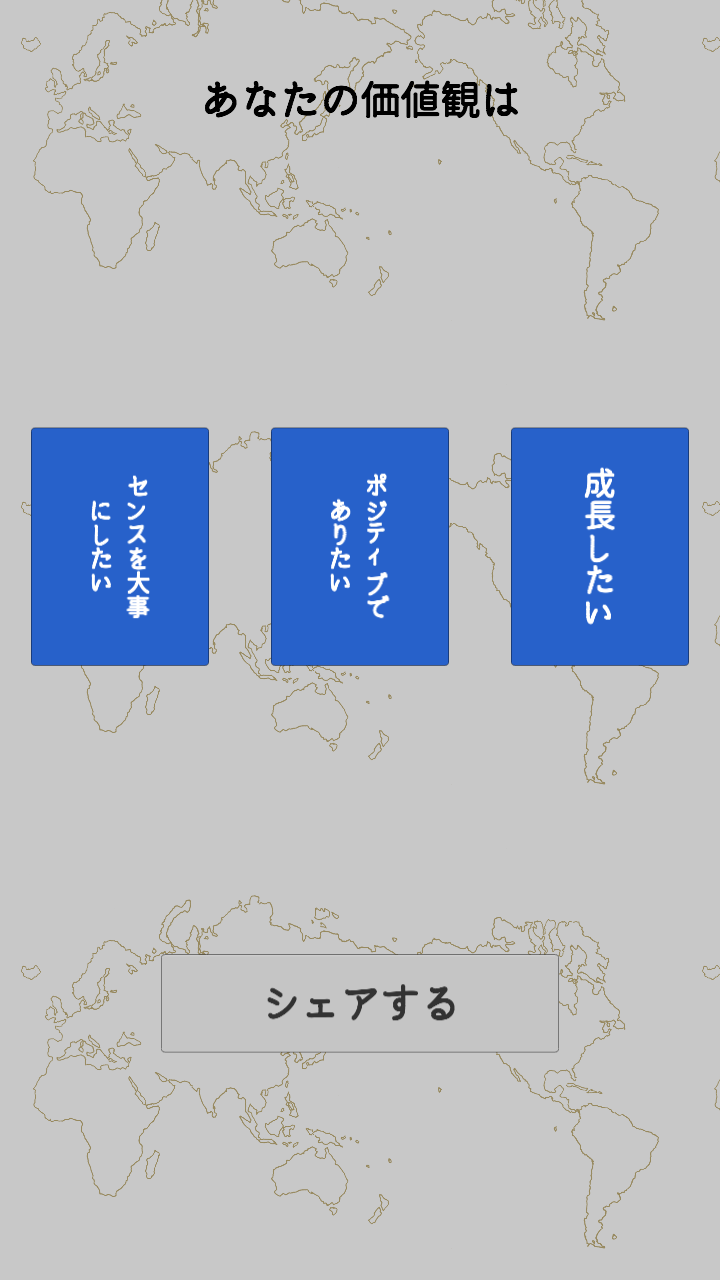 あなたの価値観は
センスを大事
にしたい
ポジティブで
ありたい
成長したい
シェアする